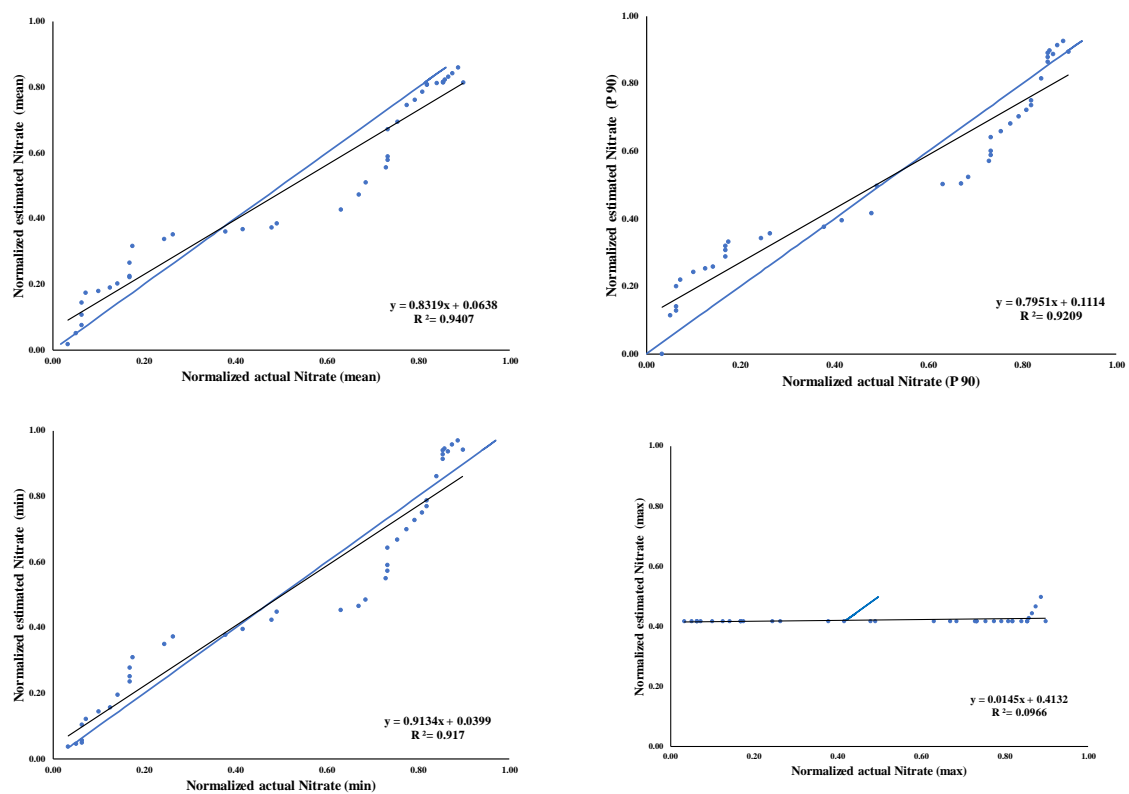 1.00
0.80
0.60
0.40
0.20
0.00
0.00 0.20 0.40 0.60 0.80 1.00
Normalized estimated Nitrate (mean)
Normalized actual Nitrate (mean)
y = 0.8319x + 0.0638
R ²= 0.9407
1.00
0.80
0.60
0.40
0.20
0.00
0.00 0.20 0.40 0.60 0.80 1.00
Normalized estimated Nitrate (P 90)
Normalized actual Nitrate (P 90)
y = 0.7951x + 0.1114
R ²= 0.9209
1.00
0.80
0.60
0.40
0.20
0.00
0.00 0.20 0.40 0.60 0.80 1.00
Normalized estimated Nitrate (min)
Normalized actual Nitrate (min)
y = 0.9134x + 0.0399
R ²= 0.917
1.00
0.80
0.60
0.40
0.20
0.00
0.00 0.20 0.40 0.60 0.80 1.00
Normalized estimated Nitrate (max)
Normalized actual Nitrate (max)
y = 0.0145x + 0.4132
R ²= 0.0966